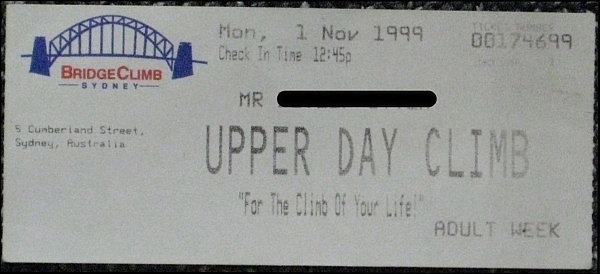 Mon, 1 Nov 1999
TICKET NUMBER
Check In Time 12:45p
00174699
BRIDGECLIMB
SYDNEY
MR
5 Cumberland Street,
Sydney, Australia
UPPER DAY CLIMB
"For The Climb Of Your Life!"
ADULT WEEK